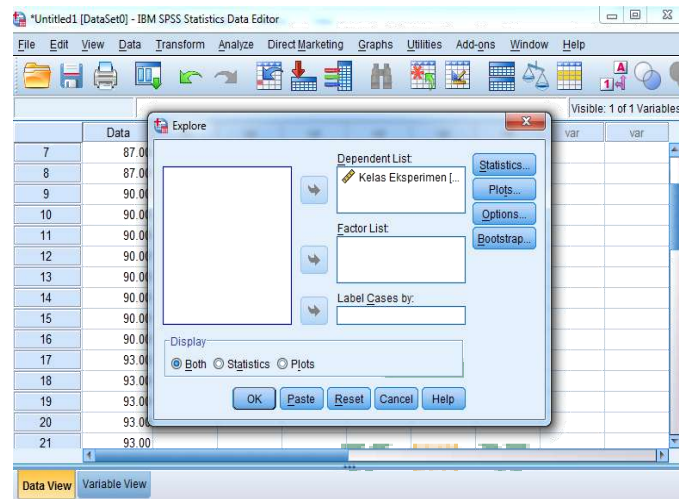 *Untitled1 [DataSet0] - IBM SPSS Statistics Data Editor
File Edit View Data Transform Analyze Direct Marketing Graphs Utilities Add-ons Window Help
Visible: 1 of 1 Variables
Data var var
Explore
7 87.00
8 87.00
9 90.00
10 90.00
11 90.00
12 90.00
13 90.00
14 90.00
15 90.00
16 90.00
17 93.00
18 93.00
19 93.00
20 93.00
21 93.00
Dependent List:
Kelas Eksperimen [...
Factor List:
Label Cases by:
Statistics...
Plots...
Options...
Bootstrap...
Display
Both Statistics Plots
OK Paste Reset Cancel Help
Data View Variable View